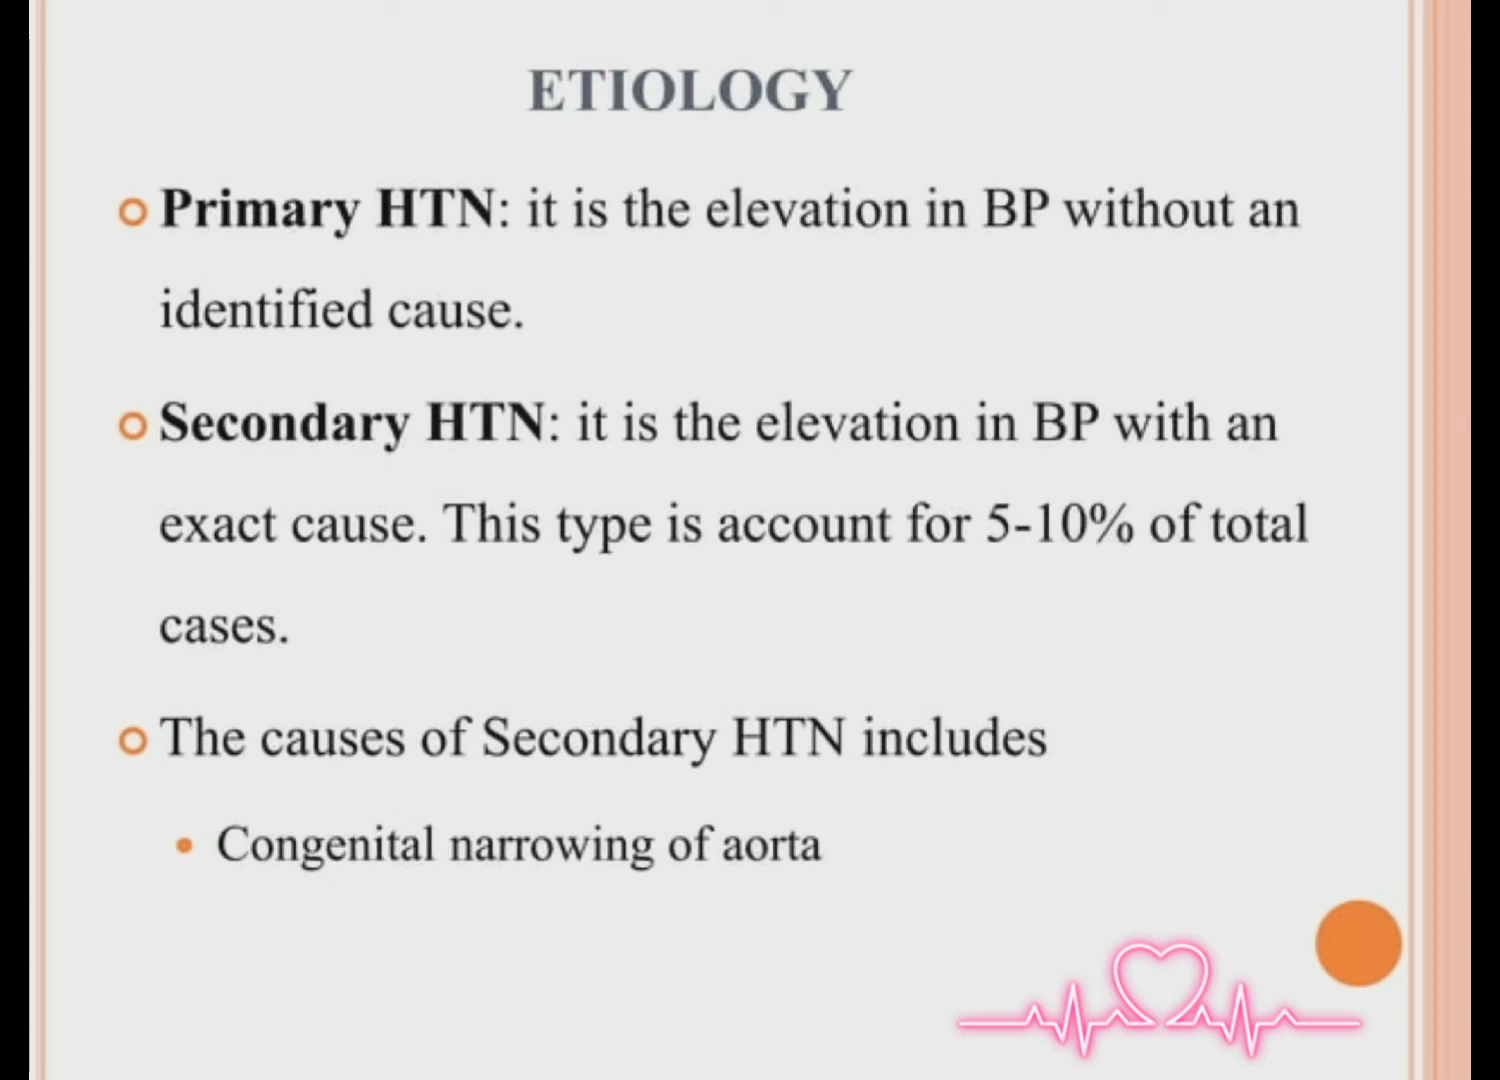 ETIOLOGY
Primary HTN: it is the elevation in BP without an
identified cause.
Secondary HTN: it is the elevation in BP with an
exact cause. This type is account for 5-10% of total
cases.
The causes of Secondary HTN includes
Congenital narrowing of aorta